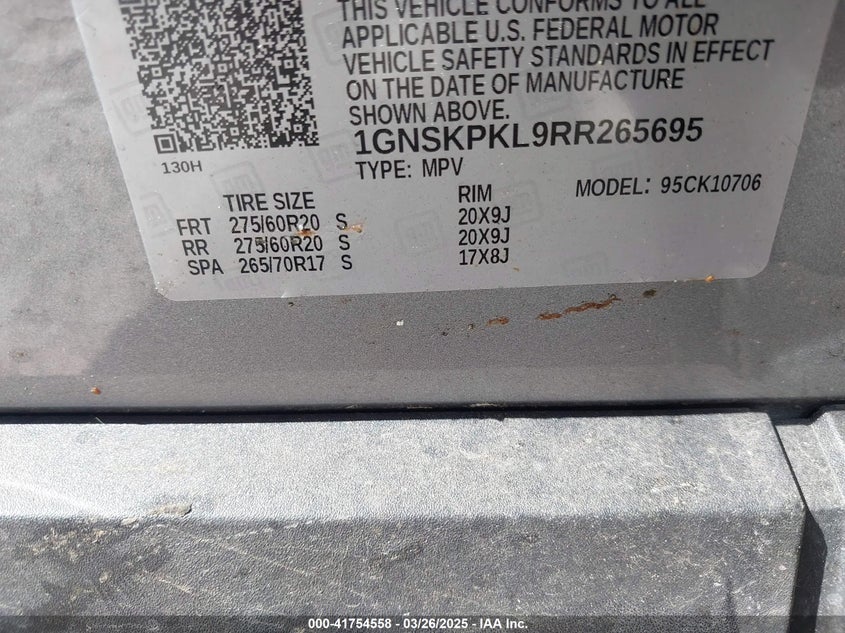 THIS VEHICLE CONFORMS TO ALL
APPLICABLE U.S. FEDERAL MOTOR
VEHICLE SAFETY STANDARDS IN EFFECT
ON THE DATE OF MANUFACTURE
SHOWN ABOVE.
1GNSKPKL9RR265695
130H
TYPE: MPV
MODEL: 95CK10706
TIRE SIZE RIM
FRT 275/60R20 S 20X9J
RR 275/60R20 S 20X9J
SPA 265/70R17 S 17X8J
000-41754558 - 03/26/2025 - IAA Inc.